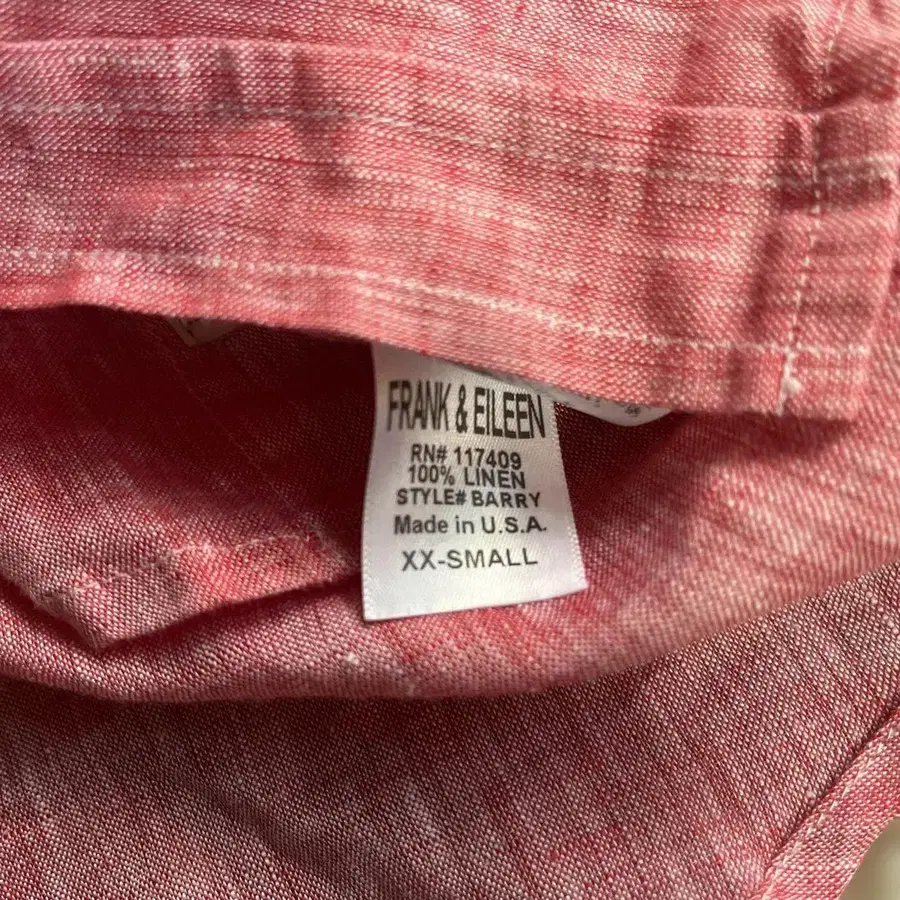 FRANK & EILEEN
RN# 117409
100% LINEN
STYLE# BARRY
Made in U.S.A.
XX-SMALL